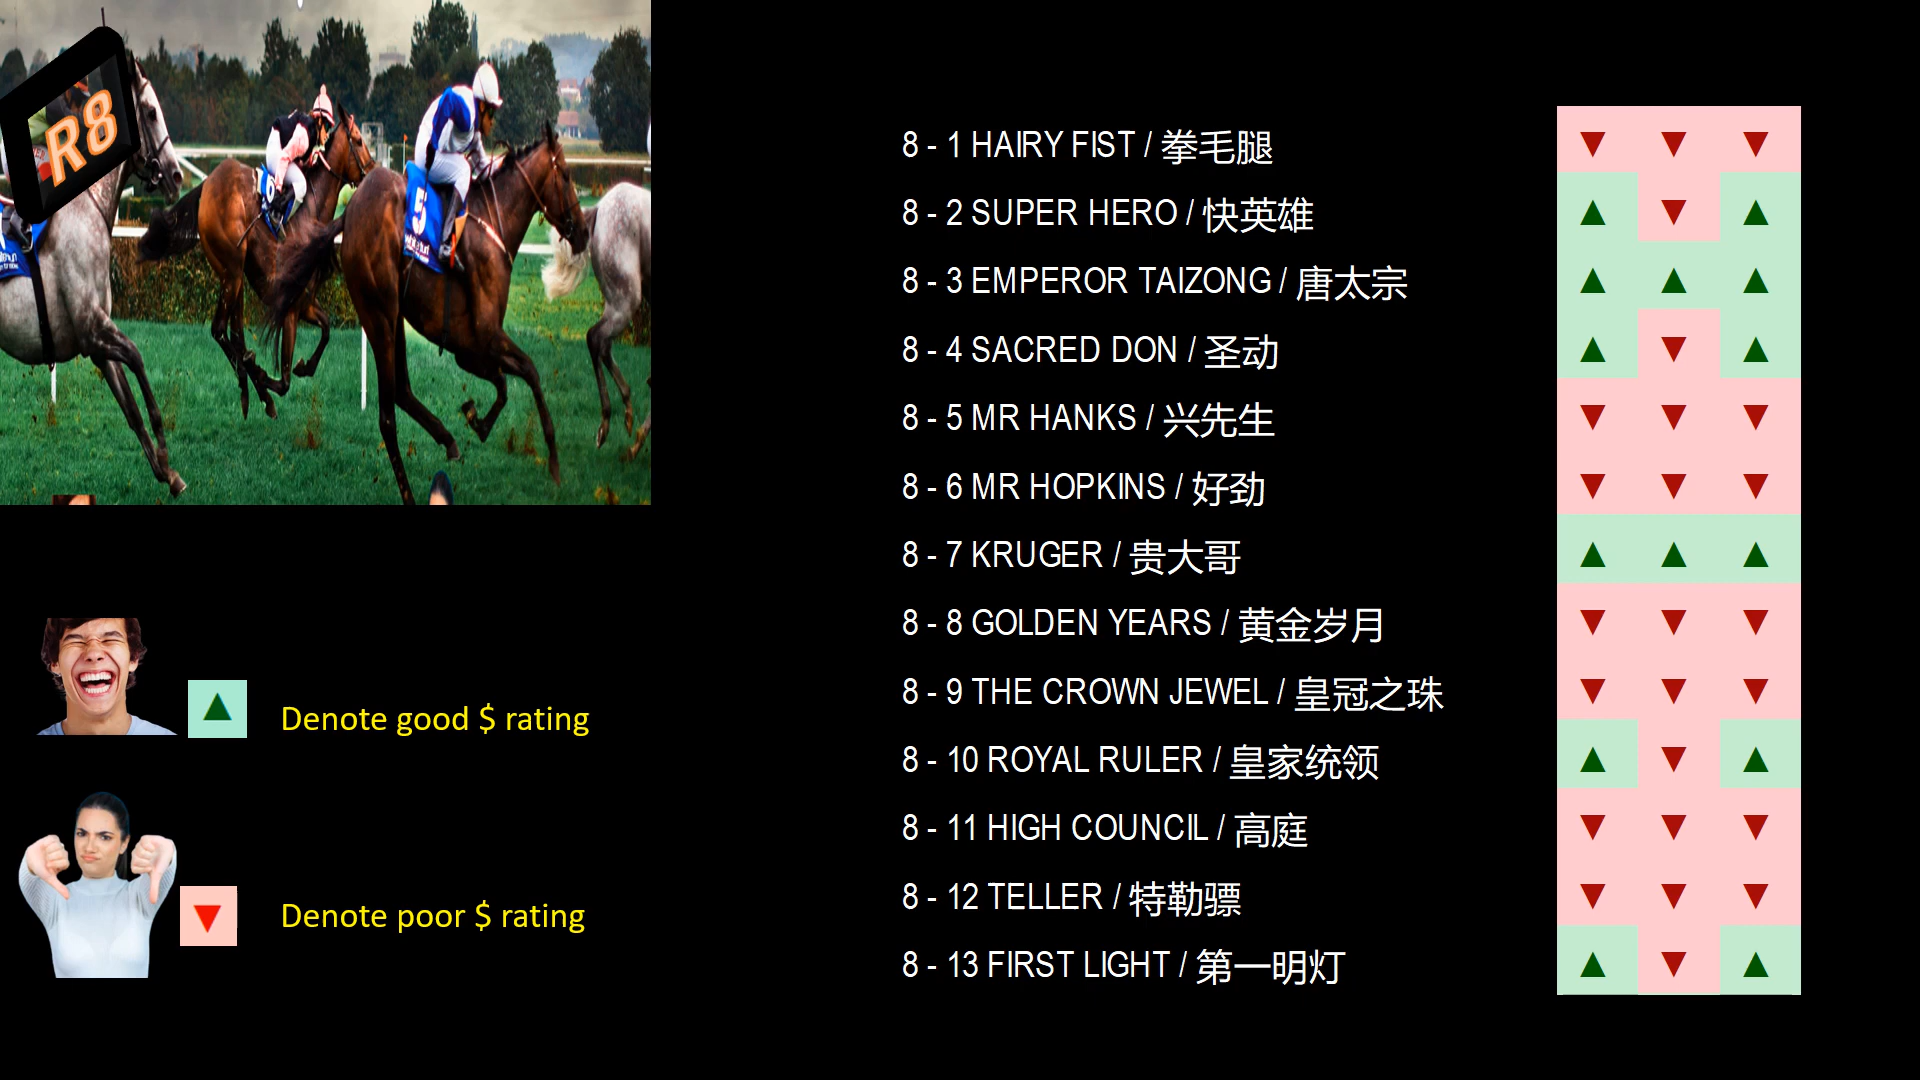 R8
6
5
8 - 1 HAIRY FIST / 拳毛腿
8 - 2 SUPER HERO / 快英雄
8 - 3 EMPEROR TAIZONG / 唐太宗
8 - 4 SACRED DON / 圣动
8 - 5 MR HANKS / 兴先生
8 - 6 MR HOPKINS / 好劲
8 - 7 KRUGER / 贵大哥
8 - 8 GOLDEN YEARS / 黄金岁月
8 - 9 THE CROWN JEWEL / 皇冠之珠
8 - 10 ROYAL RULER / 皇家统领
8 - 11 HIGH COUNCIL / 高庭
8 - 12 TELLER / 特勒骠
8 - 13 FIRST LIGHT / 第一明灯
Denote good $ rating
Denote poor $ rating